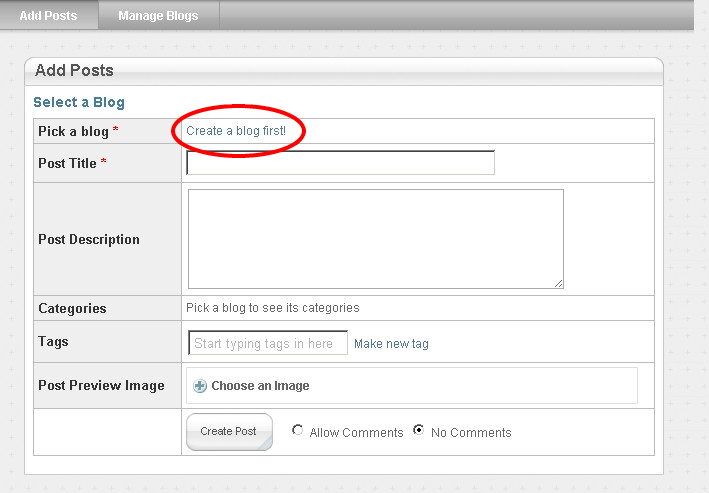 Add Posts Manage Blogs
Add Posts
Select a Blog
Pick a blog * Create a blog first!
Post Title *
Post Description
Categories Pick a blog to see its categories
Tags Start typing tags in here Make new tag
Post Preview Image Choose an Image
Create Post Allow Comments No Comments